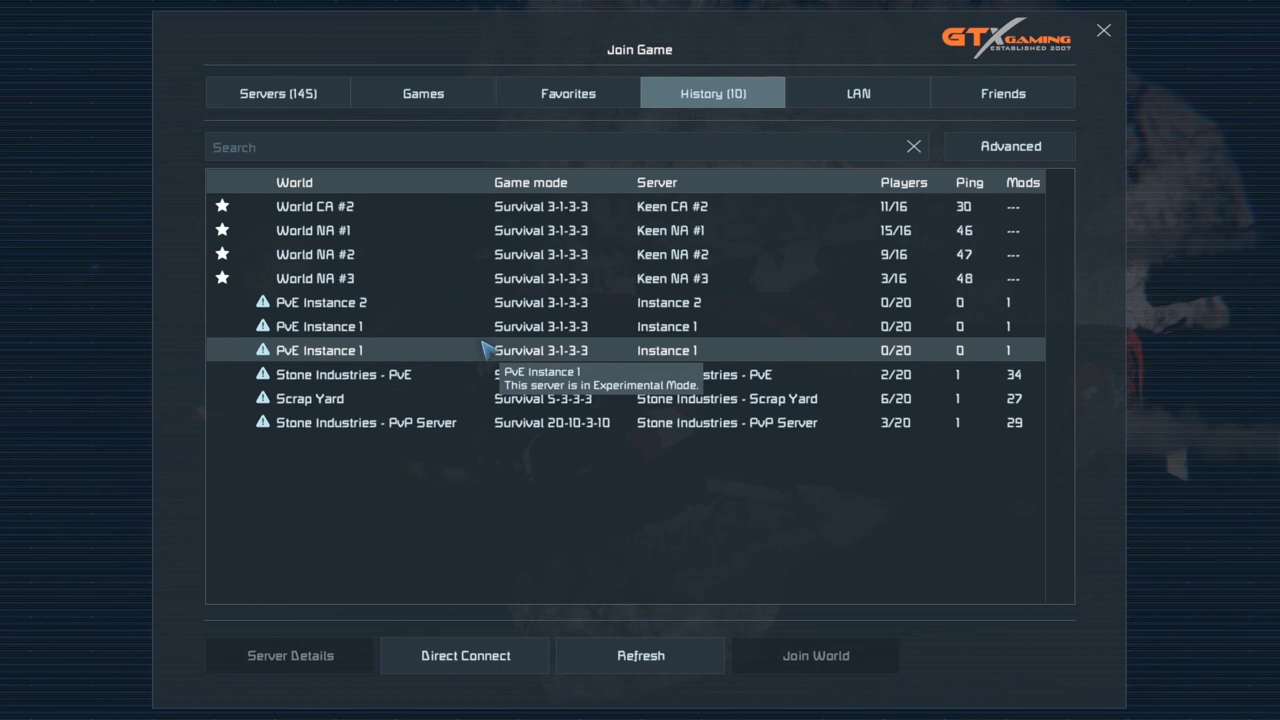 GTXGAMING
ESTABLISHED 2007
Join Game
Servers (145) Games Favorites History (10) LAN Friends
Search Advanced
World Game mode Server Players Ping Mods
World CA #2 Survival 3-1-3-3 Keen CA #2 11/16 30 ---
World NA #1 Survival 3-1-3-3 Keen NA #1 15/16 46 ---
World NA #2 Survival 3-1-3-3 Keen NA #2 9/16 47 ---
World NA #3 Survival 3-1-3-3 Keen NA #3 3/16 48 ---
PvE Instance 2 Survival 3-1-3-3 Instance 2 0/20 0 1
PvE Instance 1 Survival 3-1-3-3 Instance 1 0/20 0 1
PvE Instance 1 Survival 3-1-3-3 Instance 1 0/20 0 1
PvE Instance 1
This server is in Experimental Mode.
Stone Industries - PvE stries - PvE 2/20 1 34
Scrap Yard Survival 5-3-3-3 Stone Industries - Scrap Yard 6/20 1 27
Stone Industries - PvP Server Survival 20-10-3-10 Stone Industries - PvP Server 3/20 1 29
Server Details Direct Connect Refresh Join World